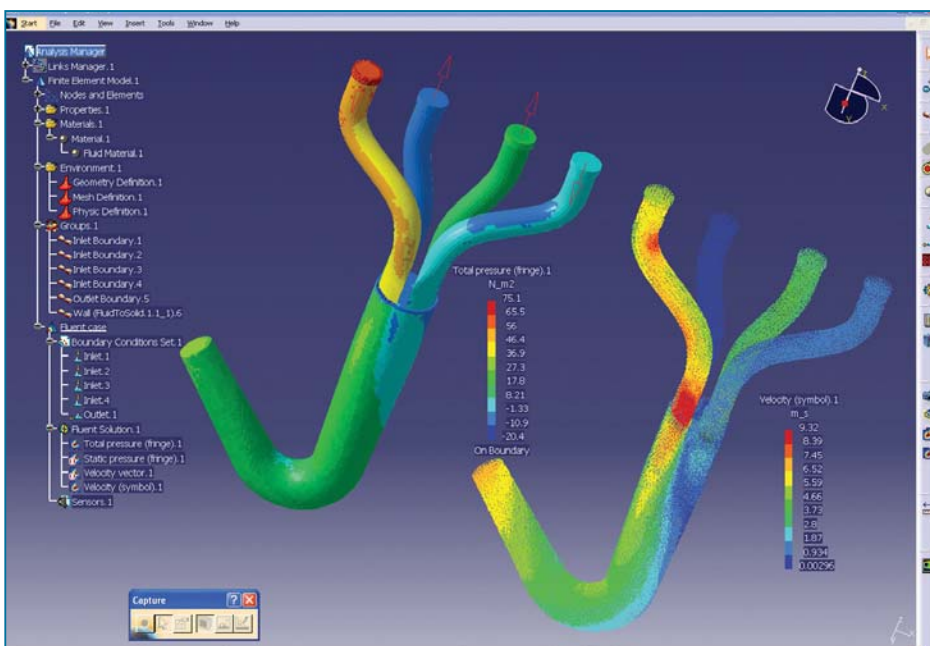 Start File Edit View Insert Tools Window Help
Analysis Manager
Links Manager.1
Finite Element Model.1
Nodes and Elements
Properties.1
Materials.1
Material.1
Fluid Material.1
Environment.1
Geometry Definition.1
Mesh Definition.1
Physic Definition.1
Groups.1
Inlet Boundary.1
Inlet Boundary.2
Inlet Boundary.3
Inlet Boundary.4
Outlet Boundary.5
Wall (FluidToSolid.1.1_1).6
Fluent case
Boundary Conditions Set.1
Inlet.1
Inlet.2
Inlet.3
Inlet.4
Outlet.1
Fluent Solution.1
Total pressure (fringe).1
Static pressure (fringe).1
Velocity vector.1
Velocity (symbol).1
Sensors.1
Total pressure (fringe).1
N_m2
75.1
65.5
56
46.4
36.9
27.3
17.8
8.21
-1.33
-10.9
-20.4
On Boundary
Velocity (symbol).1
m_s
9.32
8.39
7.45
6.52
5.59
4.66
3.73
2.8
1.87
0.934
0.00296
Capture